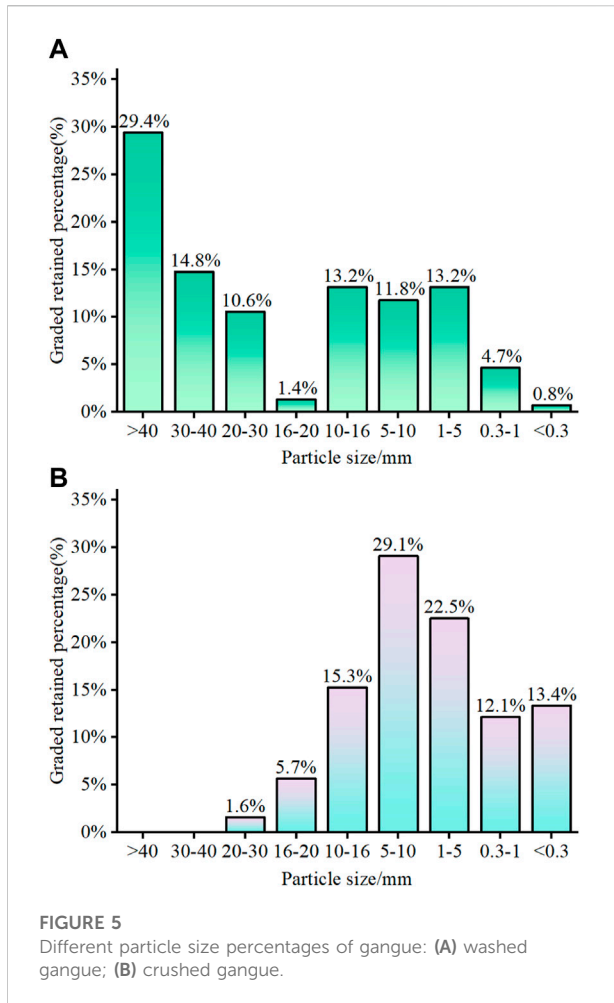 A
35%
30%
25%
20%
15%
10%
5%
0%
Graded retained percentage(%)
29.4%
14.8%
10.6%
1.4%
13.2%
11.8%
13.2%
4.7%
0.8%
>40 30-40 20-30 16-20 10-16 5-10 1-5 0.3-1 <0.3
Particle size/mm
B
35%
30%
25%
20%
15%
10%
5%
0%
Graded retained percentage(%)
1.6%
5.7%
15.3%
29.1%
22.5%
12.1%
13.4%
>40 30-40 20-30 16-20 10-16 5-10 1-5 0.3-1 <0.3
Particle size/mm
FIGURE 5
Different particle size percentages of gangue: (A) washed
gangue; (B) crushed gangue.